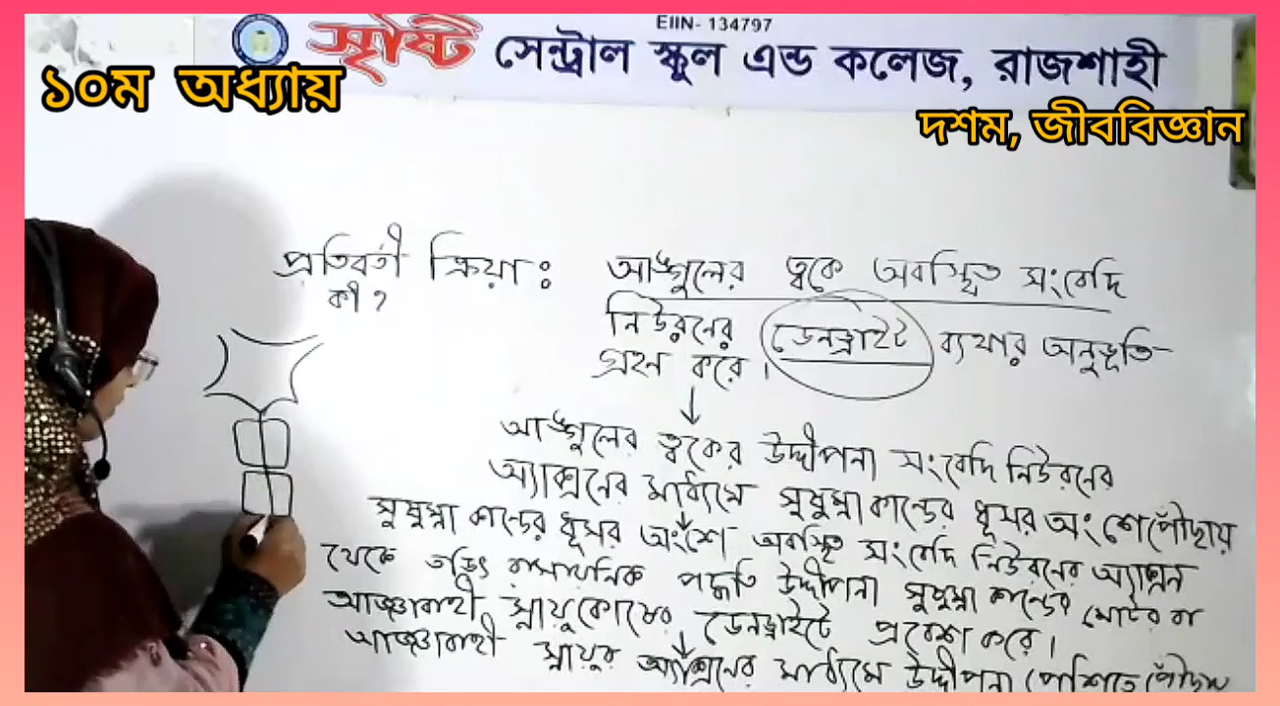 EIIN- 134797
সৃষ্টি সেন্ট্রাল স্কুল এন্ড কলেজ, রাজশাহী
১০ম অধ্যায়
দশম, জীববিজ্ঞান
প্রতিবর্তী ক্রিয়া : আঙ্গুলের ত্বকে অবস্থিত সংবেদি
কী ?
নিউরনের ডেনড্রাইট ব্যথার অনুভূতি
গ্রহন করে ।
আঙ্গুলের ত্বকের উদ্দীপনা সংবেদি নিউরনের
অ্যাক্সনের মাধ্যমে সুষুম্না কান্ডের ধূসর অংশে পৌঁছায়
সুষুম্না কান্ডের ধূসর অংশে অবস্থিত সংবেদি নিউরনের অ্যাক্সন
থেকে তড়িৎ রাসায়নিক পদ্ধতি উদ্দীপনা সুষুম্না কান্ডের মোটর বা
আজ্ঞাবাহী স্নায়ুকোষের ডেনড্রাইটে প্রবেশ করে ।
আজ্ঞাবাহী স্নায়ুর অ্যাক্সনের মাধ্যমে উদ্দীপনা পেশিতে পৌঁছায়